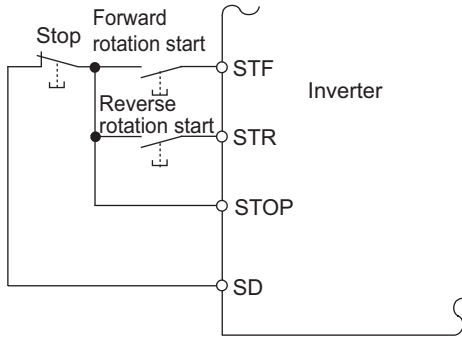 Forward
rotation start
Stop
STF
Inverter
Reverse
rotation start
STR
STOP
SD